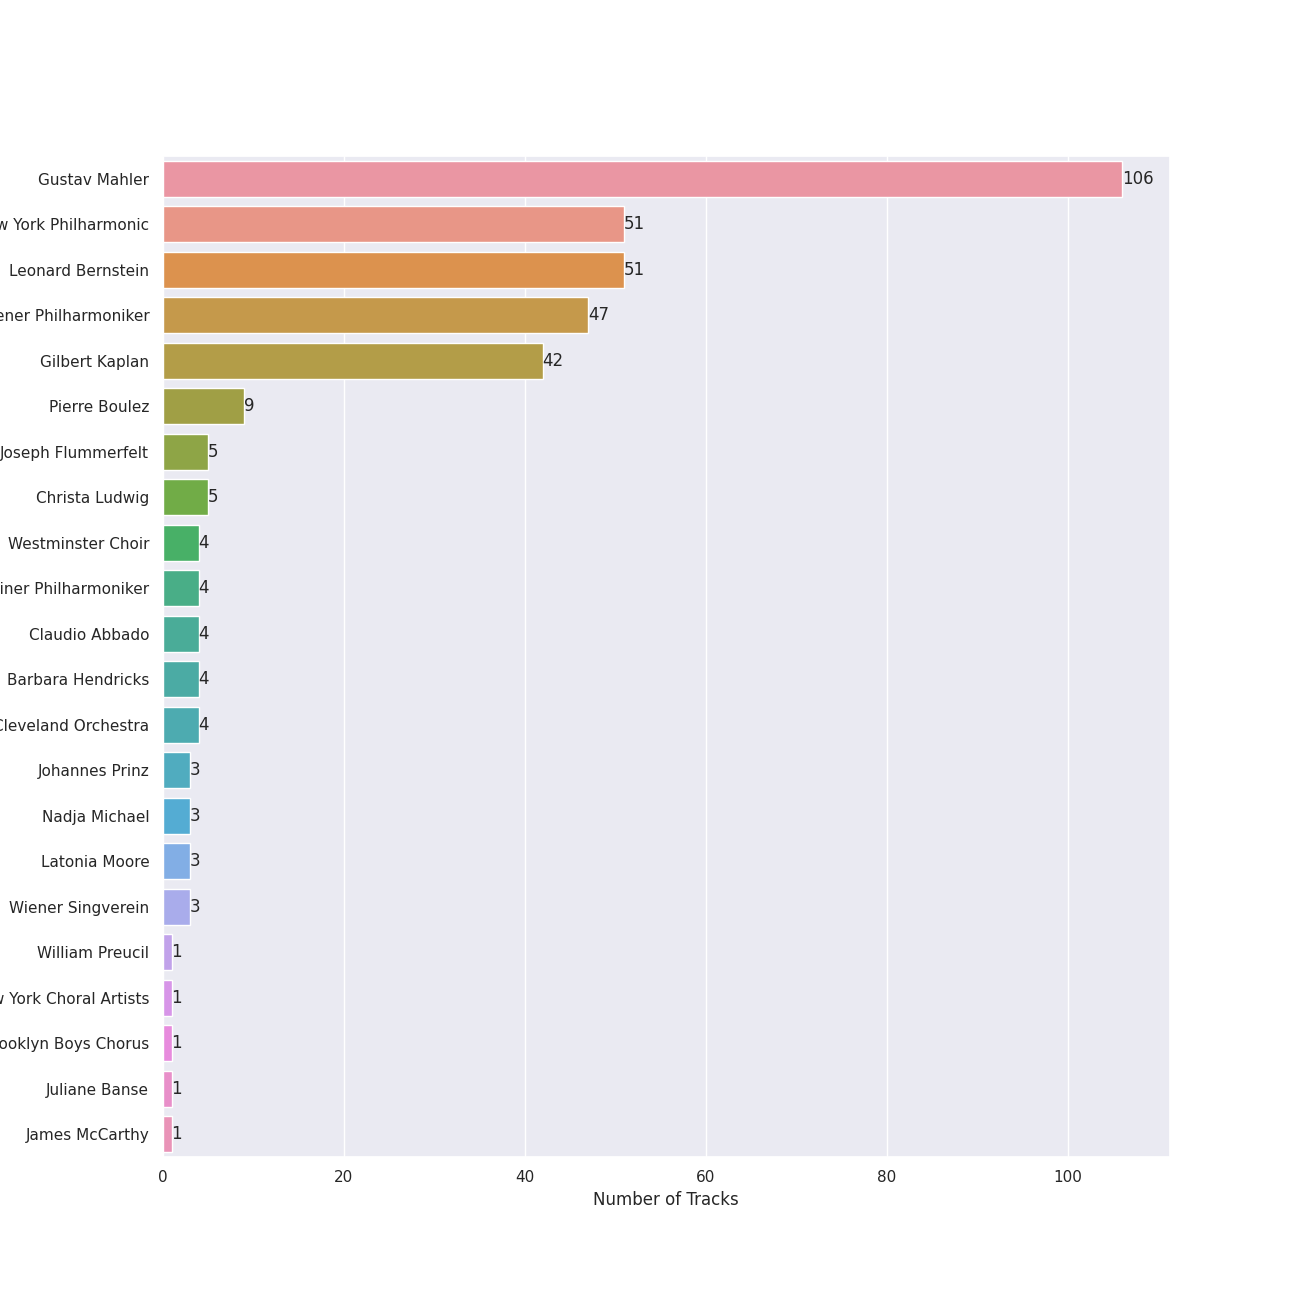 Gustav Mahler 106
York Philharmonic 51
Leonard Bernstein 51
Philharmoniker 47
Gilbert Kaplan 42
Pierre Boulez 9
Joseph Flummerfelt 5
Christa Ludwig 5
Westminster Choir 4
Philharmoniker 4
Claudio Abbado 4
Barbara Hendricks 4
Cleveland Orchestra 4
Johannes Prinz 3
Nadja Michael 3
Latonia Moore 3
Wiener Singverein 3
William Preucil 1
York Choral Artists 1
Boys Chorus 1
Juliane Banse 1
James McCarthy 1
0 20 40 60 80 100
Number of Tracks